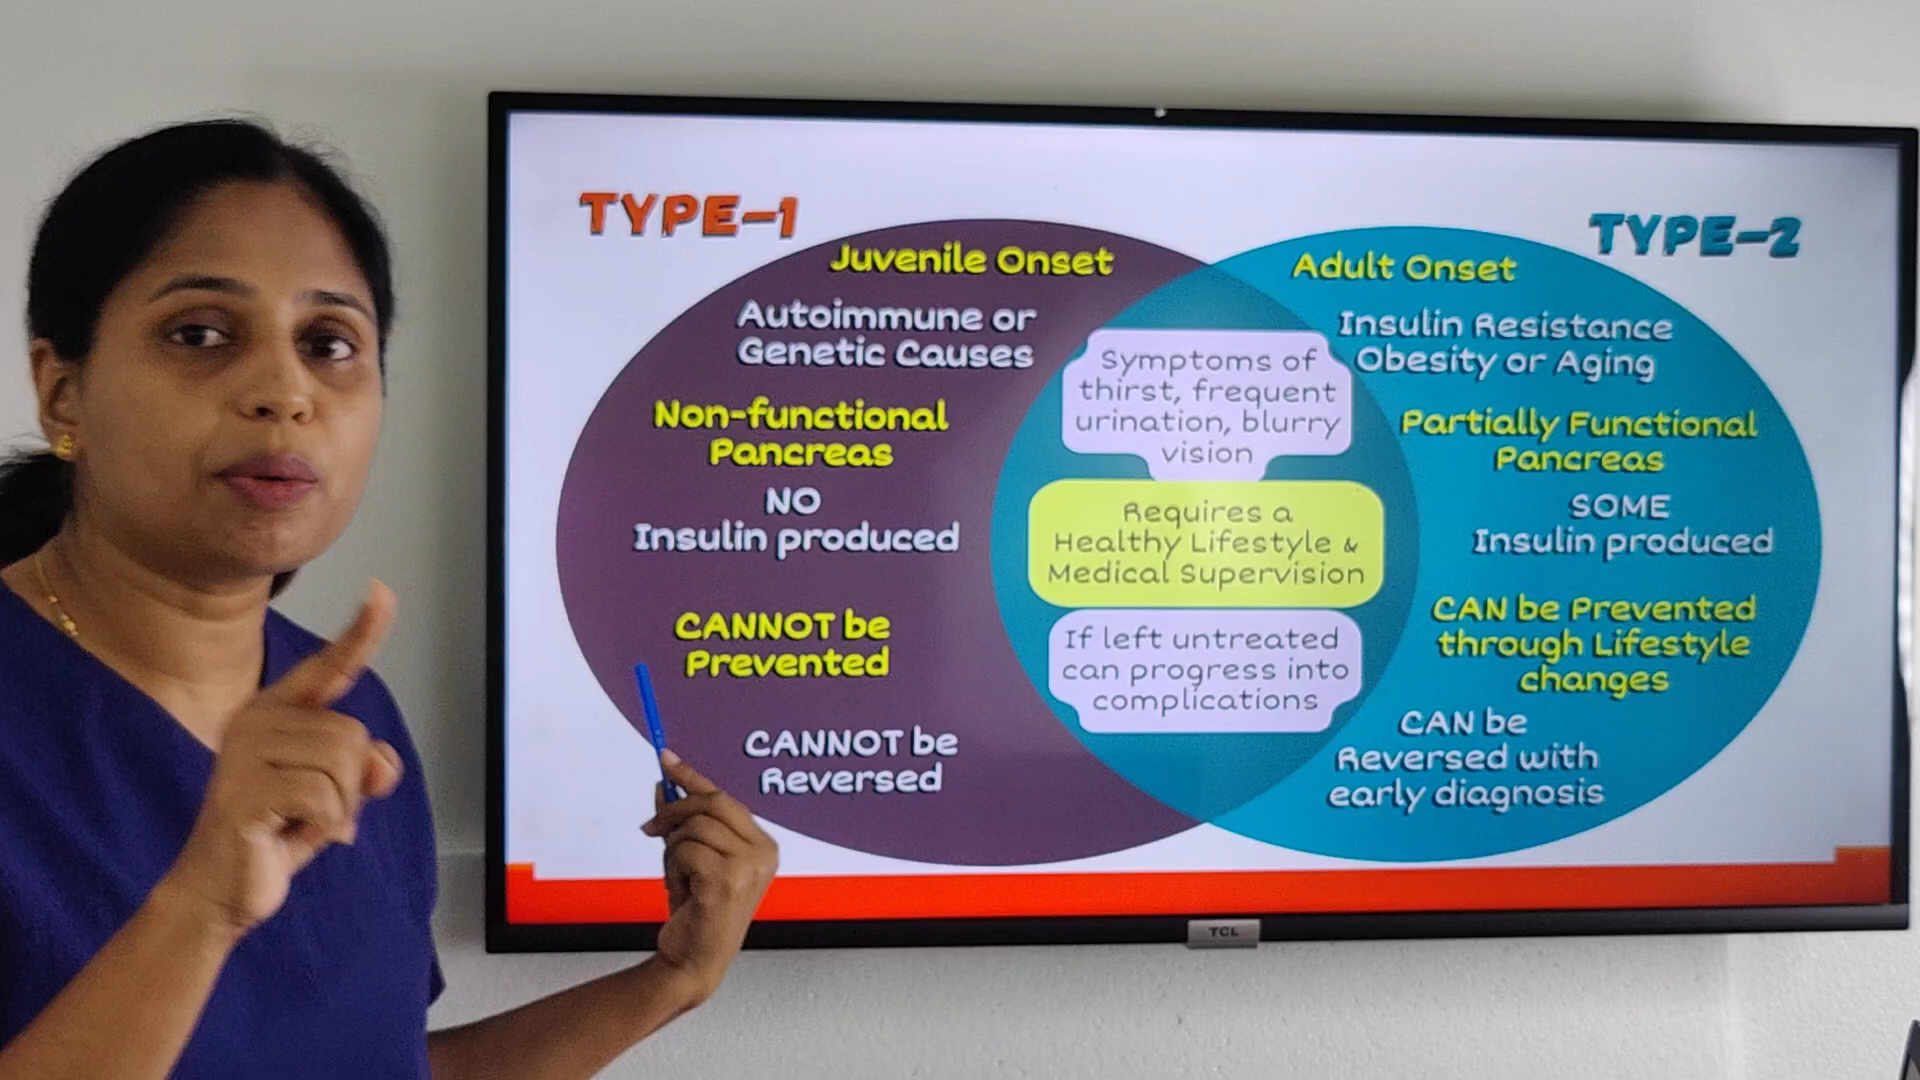 TYPE-1
Juvenile Onset
Autoimmune or
Genetic Causes
Non-functional
Pancreas
NO
Insulin produced
CANNOT be
Prevented
CANNOT be
Reversed
Symptoms of
thirst, frequent
urination, blurry
vision
Requires a
Healthy Lifestyle &
Medical Supervision
If left untreated
can progress into
complications
TYPE-2
Adult Onset
Insulin Resistance
Obesity or Aging
Partially Functional
Pancreas
SOME
Insulin produced
CAN be Prevented
through Lifestyle
changes
CAN be
Reversed with
early diagnosis
TCL